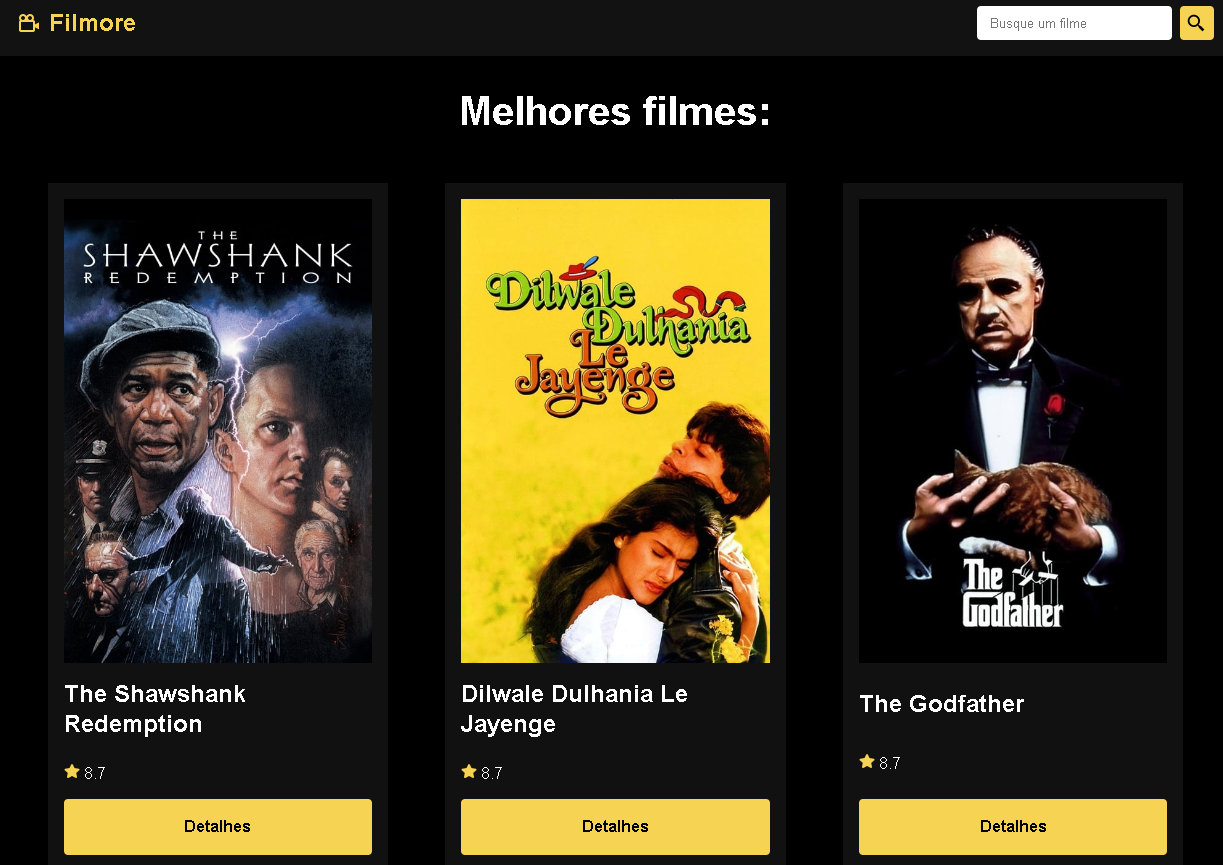 Filmore
Busque um filme
Melhores filmes:
THE
SHAWSHANK
REDEMPTION
Dilwale
Dulhania
Le
Jayenge
The
Godfather
The Shawshank
Redemption
Dilwale Dulhania Le
Jayenge
The Godfather
8.7
8.7
8.7
Detalhes
Detalhes
Detalhes